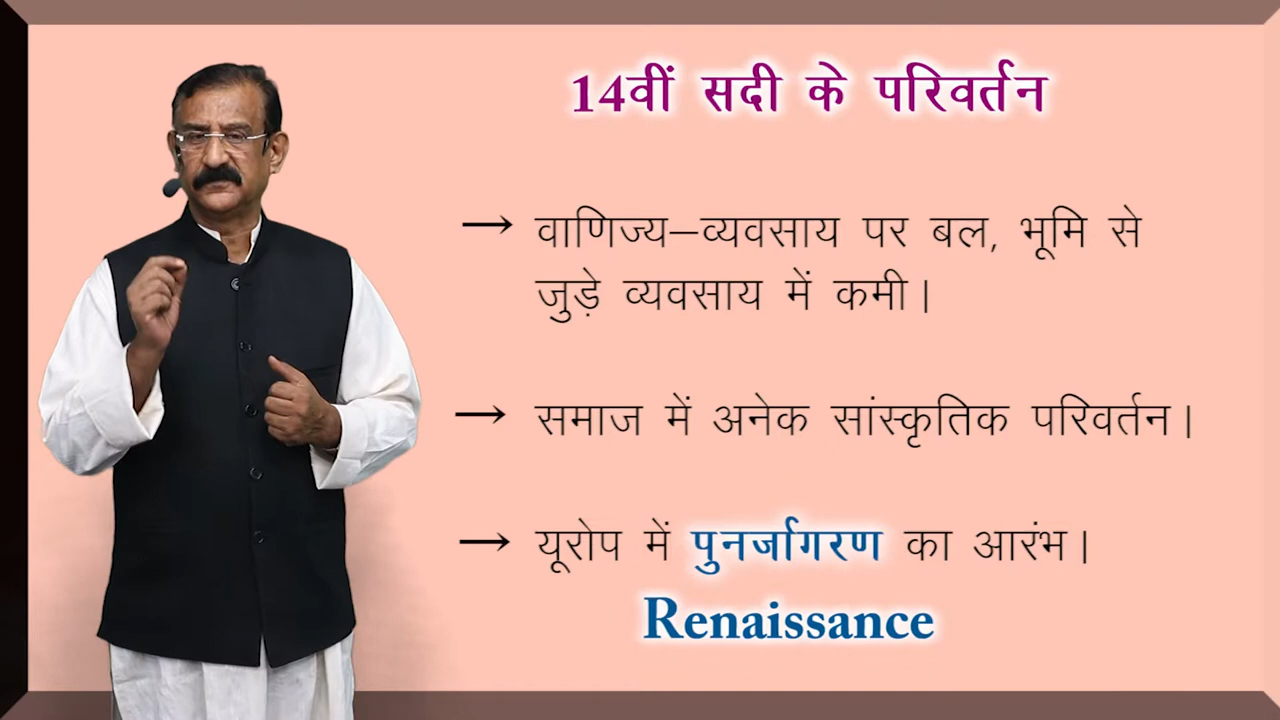 14वीं सदी के परिवर्तन
→ वाणिज्य–व्यवसाय पर बल, भूमि से
जुड़े व्यवसाय में कमी।
→ समाज में अनेक सांस्कृतिक परिवर्तन।
→ यूरोप में पुनर्जागरण का आरंभ।
Renaissance